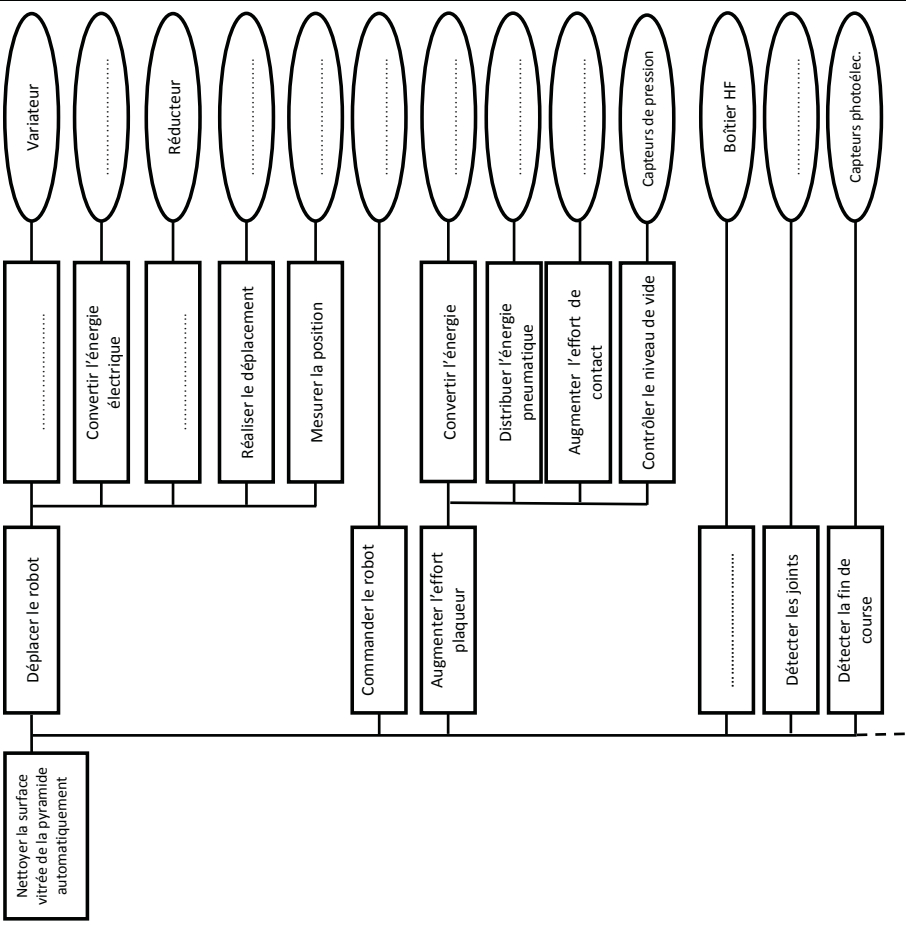 Nettoyer la surface
vitrée de la pyramide
automatiquement
Déplacer le robot
................................
Variateur
Convertir l’énergie
électrique
................................
................................
Réducteur
Réaliser le déplacement
................................
Mesurer la position
................................
Commander le robot
................................
Augmenter l’effort
plaqueur
Convertir l’énergie
................................
Distribuer l’énergie
pneumatique
................................
Augmenter l’effort de
contact
................................
Contrôler le niveau de vide
Capteurs de pression
................................
Boîtier HF
Détecter les joints
................................
Détecter la fin de
course
Capteurs photoélec.